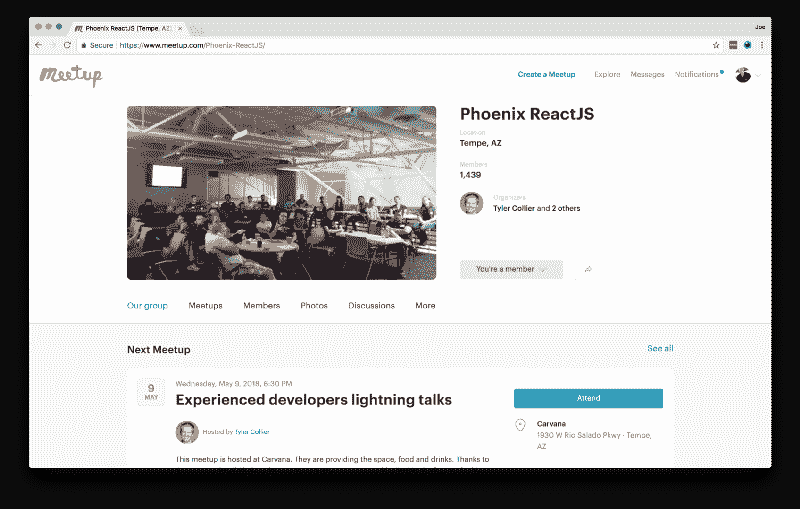 Phoenix ReactJS (Tempe, AZ)
Joe
Secure
https://www.meetup.com/Phoenix-ReactJS/
Meetup
Create a Meetup
Explore
Messages
Notifications
Phoenix ReactJS
Location
Tempe, AZ
Members
1,439
Organizers
Tyler Collier and 2 others
You're a member
Our group
Meetups
Members
Photos
Discussions
More
Next Meetup
See all
9
MAY
Wednesday, May 9, 2018, 6:30 PM
Experienced developers lightning talks
Hosted by Tyler Collier
This meetup is hosted at Carvana. They are providing the space, food and drinks. Thanks to
Attend
Carvana
1930 W Rio Salado Pkwy · Tempe,
AZ